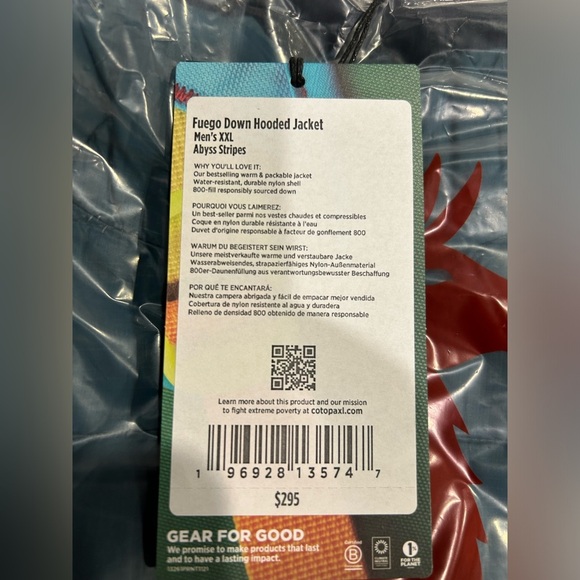 Fuego Down Hooded Jacket
Men's XXL
Abyss Stripes
WHY YOU'LL LOVE IT:
Our bestselling warm & packable jacket
Water-resistant, durable nylon shell
800-fill responsibly sourced down
POURQUOI VOUS L'AIMEREZ:
Un best-seller parmi nos vestes chaudes et compressibles
Coque en nylon durable résistante à l'eau
Duvet d'origine responsable à facteur de gonflement 800
WARUM DU BEGEISTERT SEIN WIRST:
Unsere meistverkaufte warme und verstaubare Jacke
Wasserabweisendes, strapazierfähiges Nylon-Außenmaterial
800er-Daunenfüllung aus verantwortungsbewusster Beschaffung
POR QUÉ TE ENCANTARÁ:
Nuestra campera abrigada y fácil de empacar mejor vendida
Cobertura de nylon resistente al agua y duradera
Relleno de densidad 800 obtenido de manera responsable
Learn more about this product and our mission
to fight extreme poverty at cotopaxi.com
1 96928 13574 7
$295
GEAR FOR GOOD
We promise to make products that last
and to have a lasting impact.
Certified
B
1%
FOR THE
PLANET